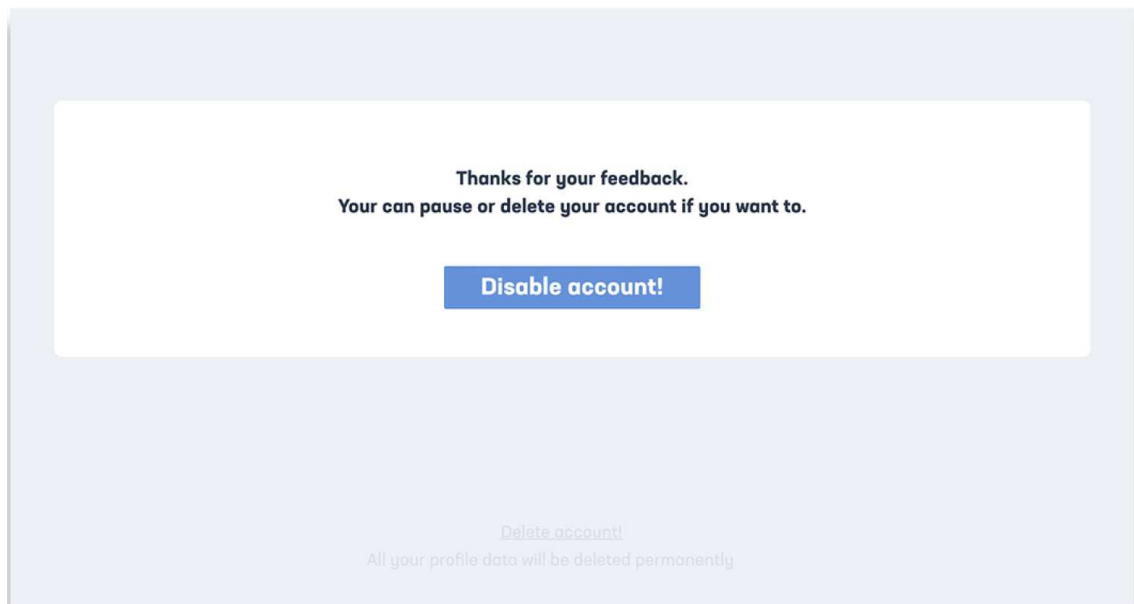 Thanks for your feedback.
Your can pause or delete your account if you want to.
Disable account!
Delete account!
All your profile data will be deleted permanently